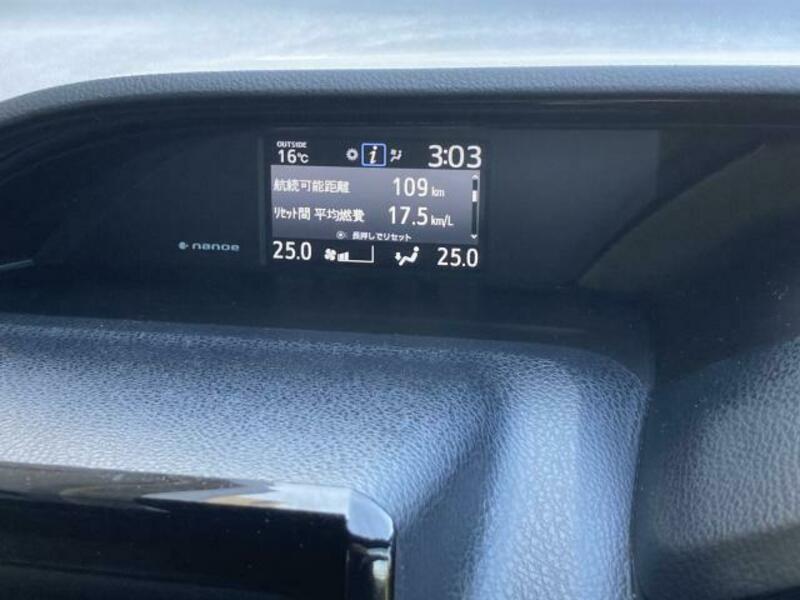 OUTSIDE
16℃ i 3:03
航続可能距離 109 km
ﾘｾｯﾄ間 平均燃費 17.5 km/L
長押しでリセット
nanoe
25.0 25.0